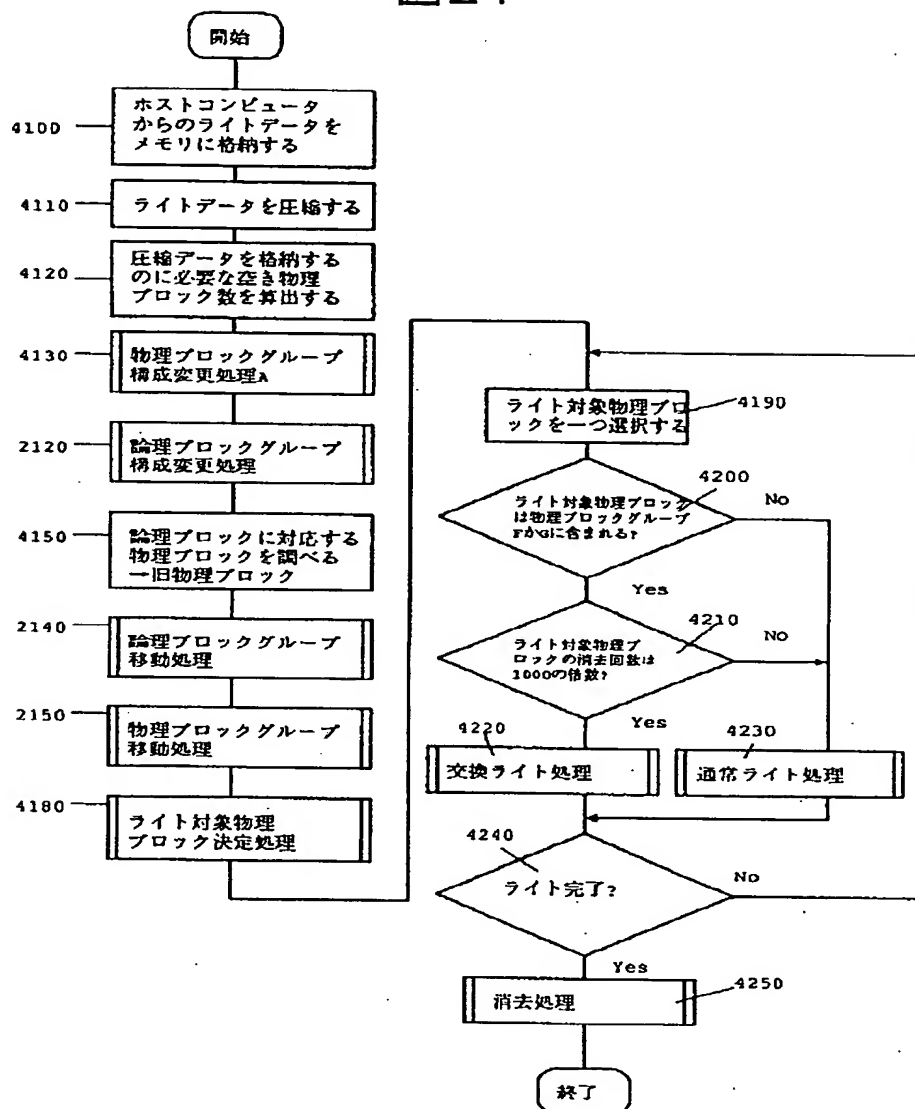 開始
4100
ホストコンピュータ
からのライトデータを
メモリに格納する
4110
ライトデータを圧縮する
4120
圧縮データを格納する
のに必要な空き物理
ブロック数を算出する
4130
物理ブロックグループ
構成変更処理A
2120
論理ブロックグループ
構成変更処理
4150
論理ブロックに対応する
物理ブロックを調べる
→旧物理ブロック
2140
論理ブロックグループ
移動処理
2150
物理ブロックグループ
移動処理
4180
ライト対象物理
ブロック決定処理
4190
ライト対象物理ブロ
ックを一つ選択する
4200
ライト対象物理ブロック
は物理ブロックグループ
FかGに含まれる?
No
Yes
4210
ライト対象物理ブ
ロックの消去回数は
1000の倍数?
No
Yes
4220
交換ライト処理
4230
通常ライト処理
4240
ライト完了?
No
Yes
4250
消去処理
終了